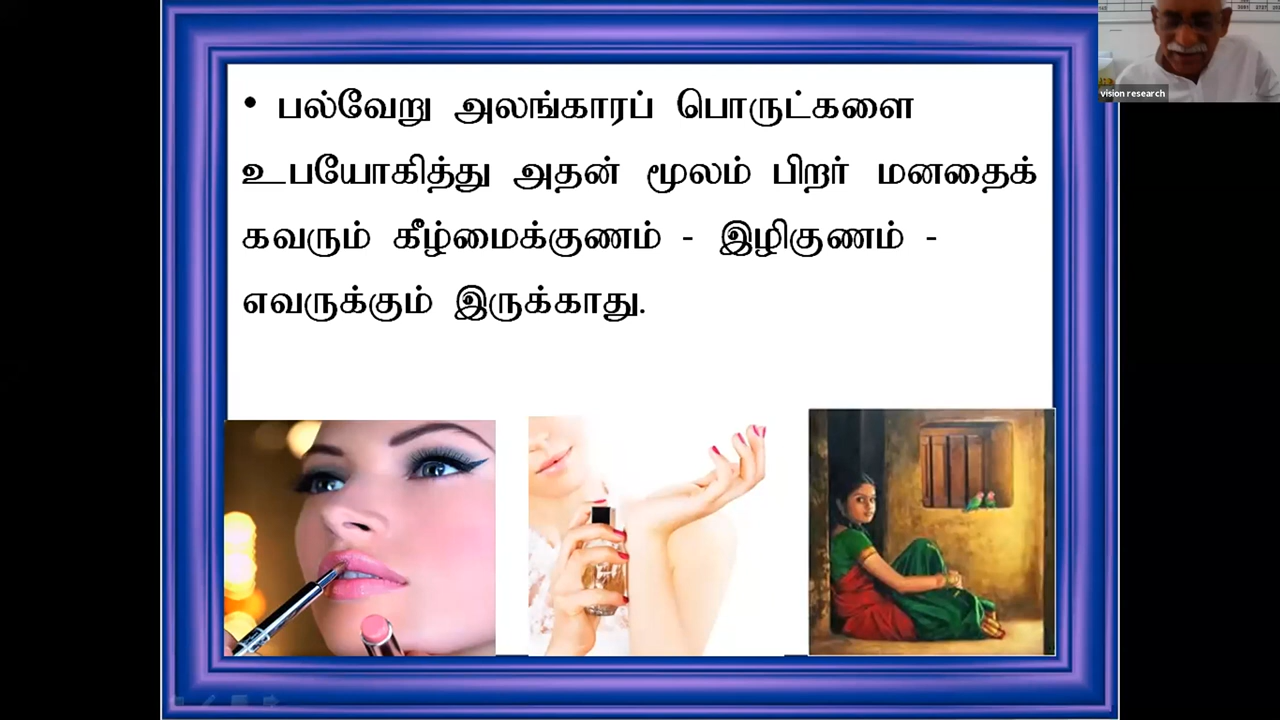 • பல்வேறு அலங்காரப் பொருட்களை
உபயோகித்து அதன் மூலம் பிறர் மனதைக்
கவரும் கீழ்மைக்குணம் - இழிகுணம் -
எவருக்கும் இருக்காது.
vision research